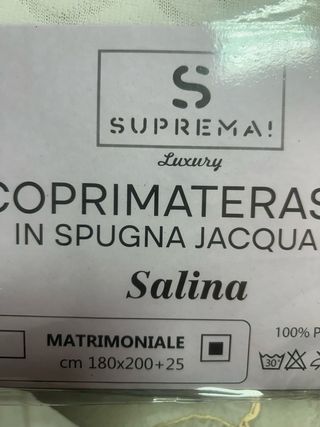 S
SUPREMA!
Luxury
COPRIMATERAS
IN SPUGNA JACQUA
Salina
MATRIMONIALE
cm 180x200+25
100% P
30°